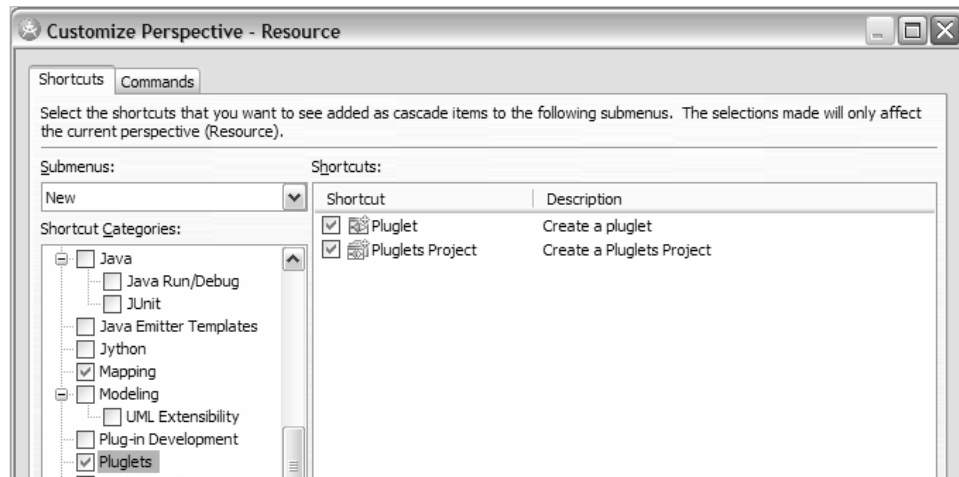 Customize Perspective - Resource
Shortcuts
Commands
Select the shortcuts that you want to see added as cascade items to the following submenus.  The selections made will only affect
the current perspective (Resource).
Submenus:
New
Shortcut Categories:
Java
Java Run/Debug
JUnit
Java Emitter Templates
Jython
Mapping
Modeling
UML Extensibility
Plug-in Development
Pluglets
Shortcuts:
Shortcut
Description
Pluglet
Create a pluglet
Pluglets Project
Create a Pluglets Project